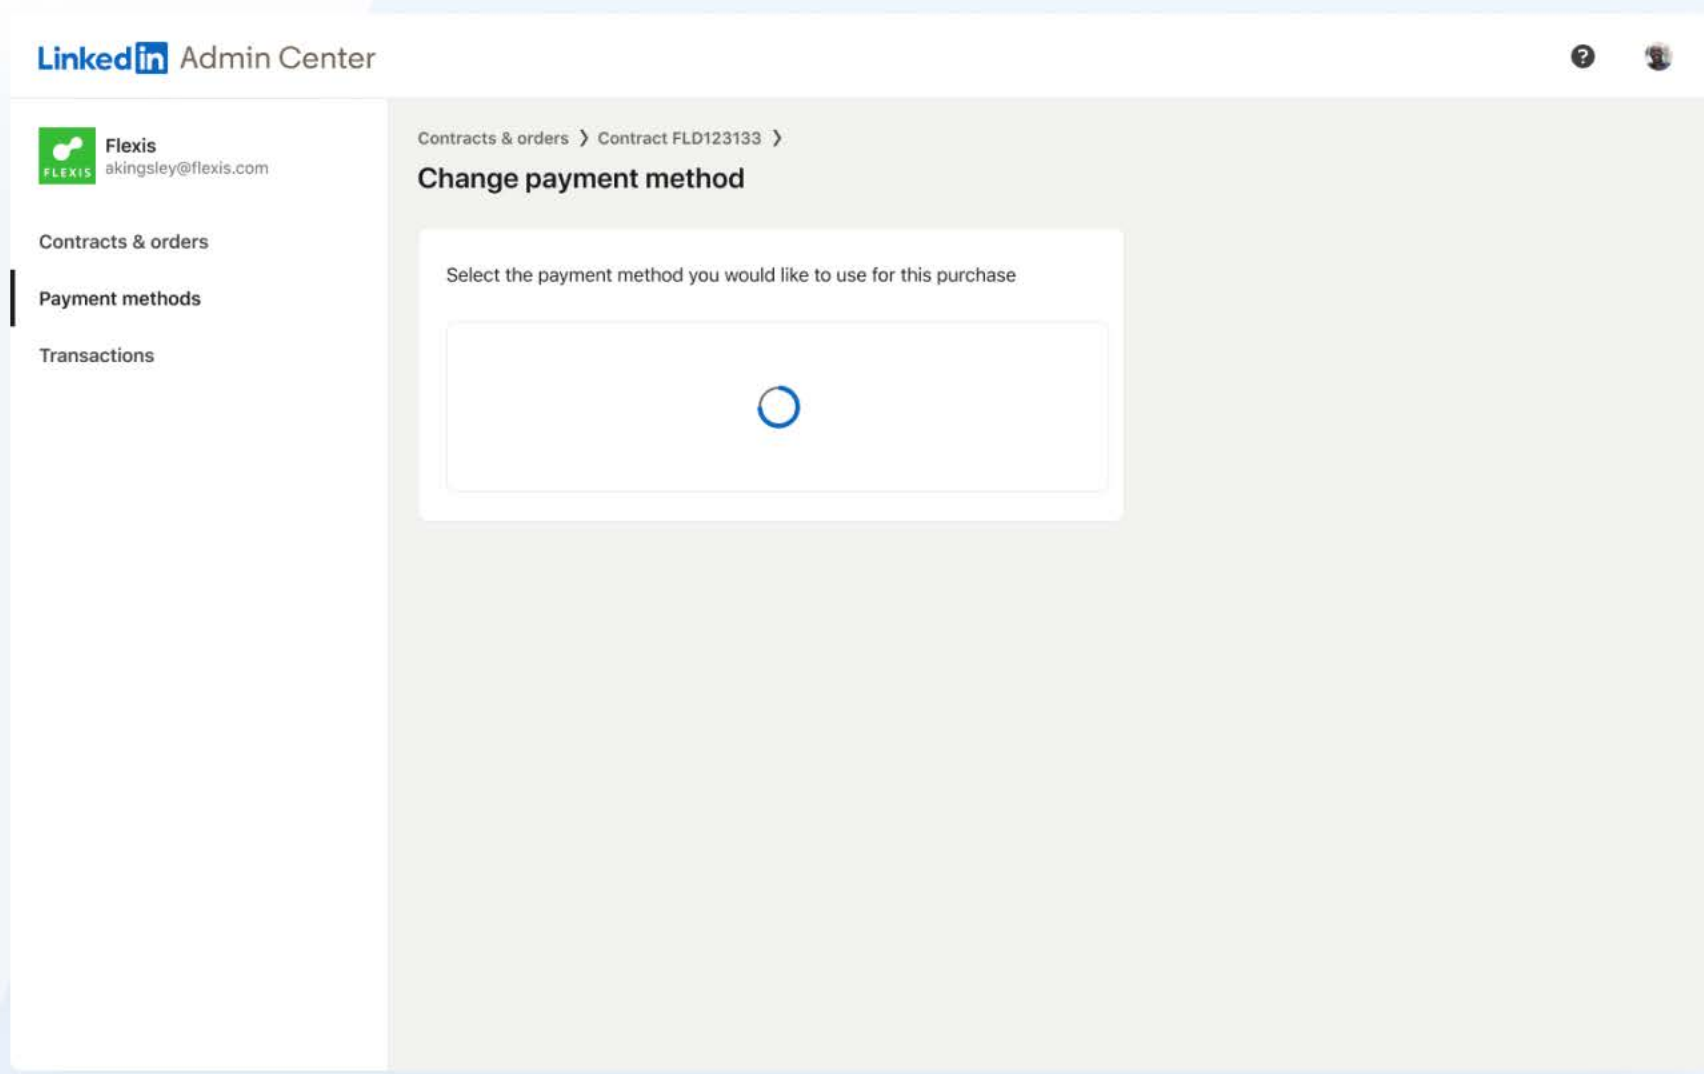 Linkedin Admin Center
?
FLEXIS
Flexis
akingsley@flexis.com
Contracts & orders
Payment methods
Transactions
Contracts & orders ❯ Contract FLD123133 ❯
Change payment method
Select the payment method you would like to use for this purchase